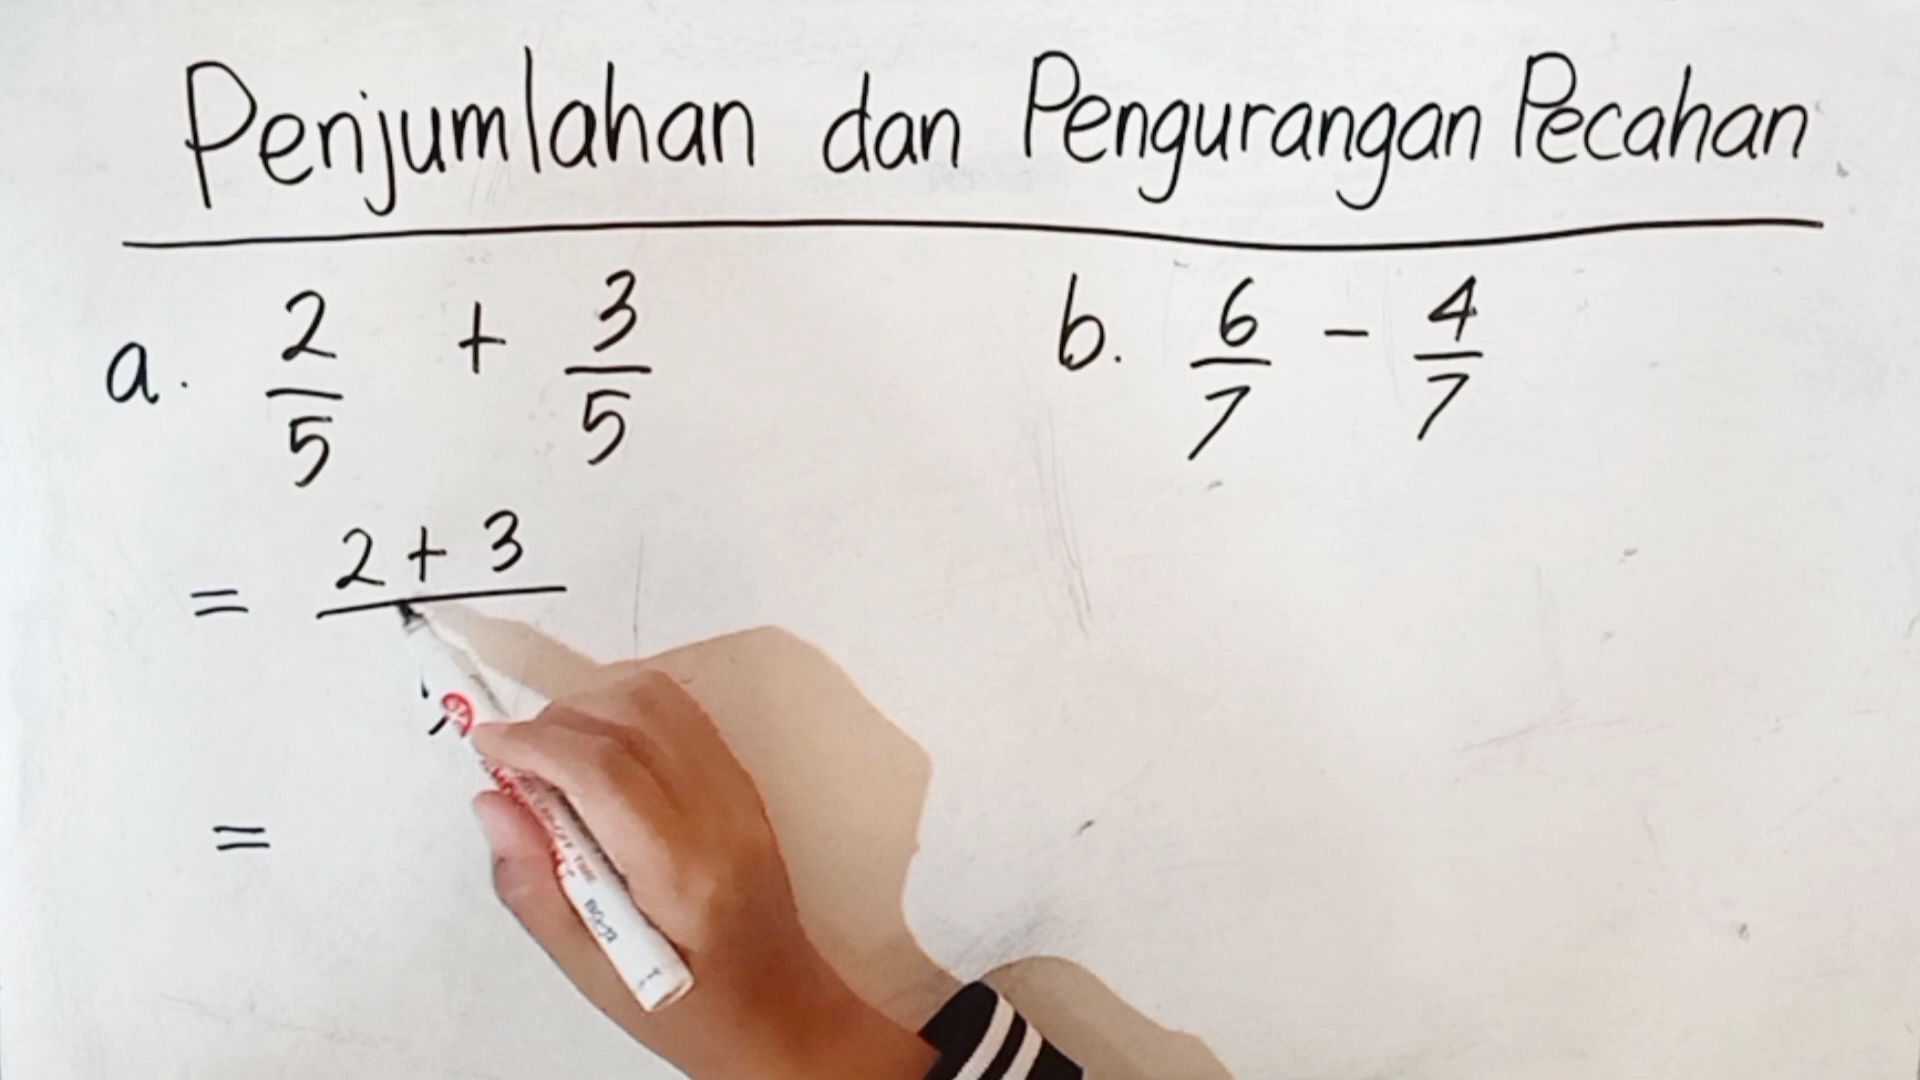 Penjumlahan dan Pengurangan Pecahan
a. 2/5 + 3/5
b. 6/7 - 4/7
= 2 + 3
=